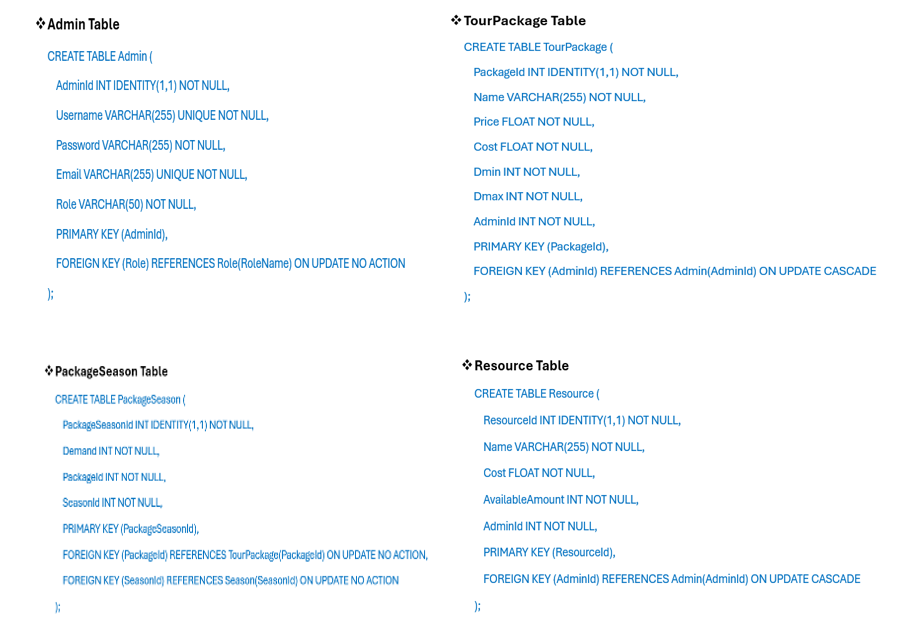 ❖Admin Table
CREATE TABLE Admin (
AdminId INT IDENTITY(1,1) NOT NULL,
Username VARCHAR(255) UNIQUE NOT NULL,
Password VARCHAR(255) NOT NULL,
Email VARCHAR(255) UNIQUE NOT NULL,
Role VARCHAR(50) NOT NULL,
PRIMARY KEY (AdminId),
FOREIGN KEY (Role) REFERENCES Role(RoleName) ON UPDATE NO ACTION
);
❖TourPackage Table
CREATE TABLE TourPackage (
PackageId INT IDENTITY(1,1) NOT NULL,
Name VARCHAR(255) NOT NULL,
Price FLOAT NOT NULL,
Cost FLOAT NOT NULL,
Dmin INT NOT NULL,
Dmax INT NOT NULL,
AdminId INT NOT NULL,
PRIMARY KEY (PackageId),
FOREIGN KEY (AdminId) REFERENCES Admin(AdminId) ON UPDATE CASCADE
);
❖PackageSeason Table
CREATE TABLE PackageSeason (
PackageSeasonId INT IDENTITY(1,1) NOT NULL,
Demand INT NOT NULL,
PackageId INT NOT NULL,
SeasonId INT NOT NULL,
PRIMARY KEY (PackageSeasonId),
FOREIGN KEY (PackageId) REFERENCES TourPackage(PackageId) ON UPDATE NO ACTION,
FOREIGN KEY (SeasonId) REFERENCES Season(SeasonId) ON UPDATE NO ACTION
);
❖Resource Table
CREATE TABLE Resource (
ResourceId INT IDENTITY(1,1) NOT NULL,
Name VARCHAR(255) NOT NULL,
Cost FLOAT NOT NULL,
AvailableAmount INT NOT NULL,
AdminId INT NOT NULL,
PRIMARY KEY (ResourceId),
FOREIGN KEY (AdminId) REFERENCES Admin(AdminId) ON UPDATE CASCADE
);